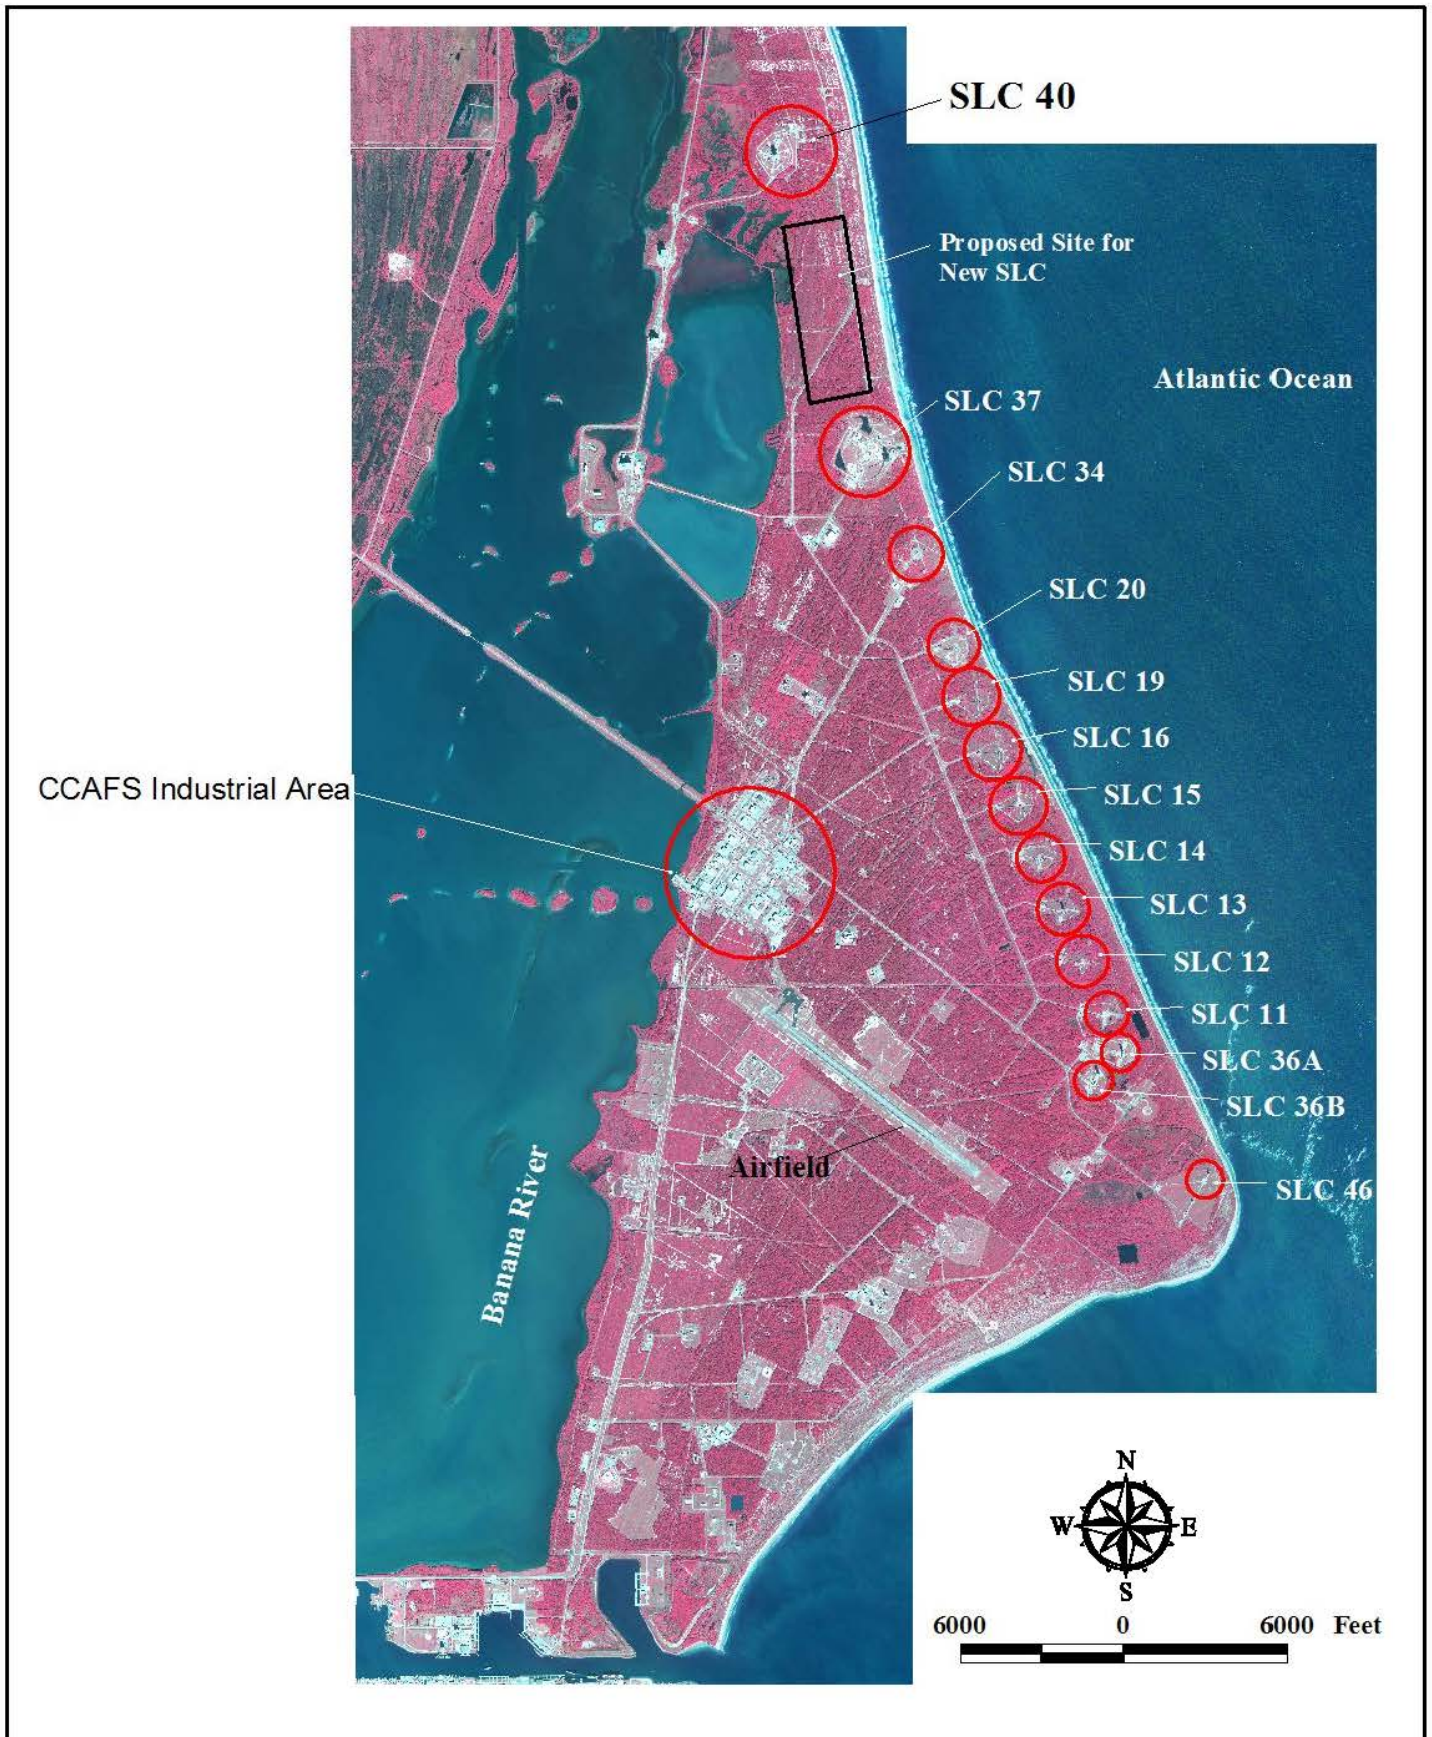 SLC 40
Proposed Site for
New SLC
Atlantic Ocean
SLC 37
SLC 34
SLC 20
SLC 19
SLC 16
CCAFS Industrial Area
SLC 15
SLC 14
SLC 13
SLC 12
SLC 11
SLC 36A
SLC 36B
Airfield
SLC 46
Banana River
N
W
E
S
6000 0 6000 Feet